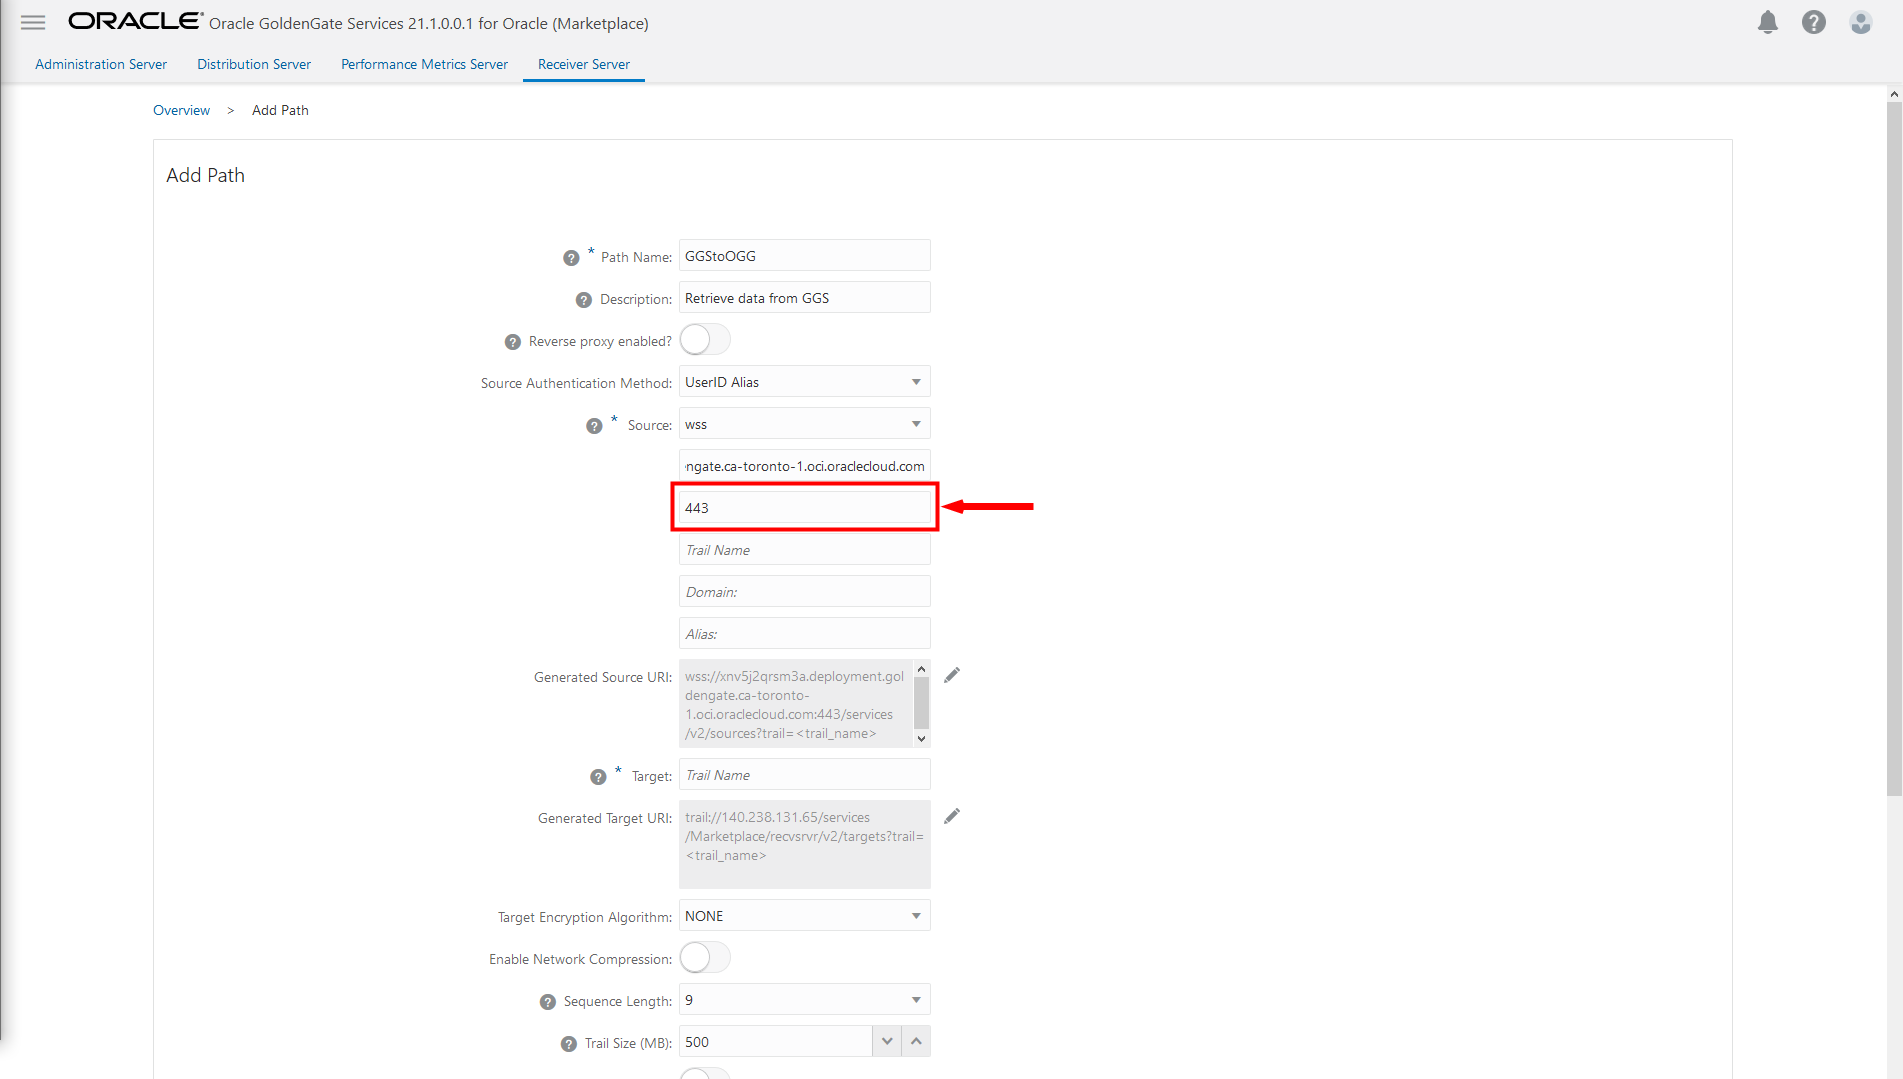 ORACLE Oracle GoldenGate Services 21.1.0.0.1 for Oracle (Marketplace)
Administration Server Distribution Server Performance Metrics Server Receiver Server
Overview > Add Path
Add Path
? * Path Name: GGStoOGG
? Description: Retrieve data from GGS
? Reverse proxy enabled?
Source Authentication Method: UserID Alias
? * Source: wss
ngate.ca-toronto-1.oci.oraclecloud.com
443
Trail Name
Domain:
Alias:
Generated Source URI: wss://xnv5j2qrsm3a.deployment.gol
dengate.ca-toronto-
1.oci.oraclecloud.com:443/services
/v2/sources?trail=<trail_name>
? * Target: Trail Name
Generated Target URI: trail://140.238.131.65/services
/Marketplace/recvsrvr/v2/targets?trail=
<trail_name>
Target Encryption Algorithm: NONE
Enable Network Compression:
? Sequence Length: 9
? Trail Size (MB): 500